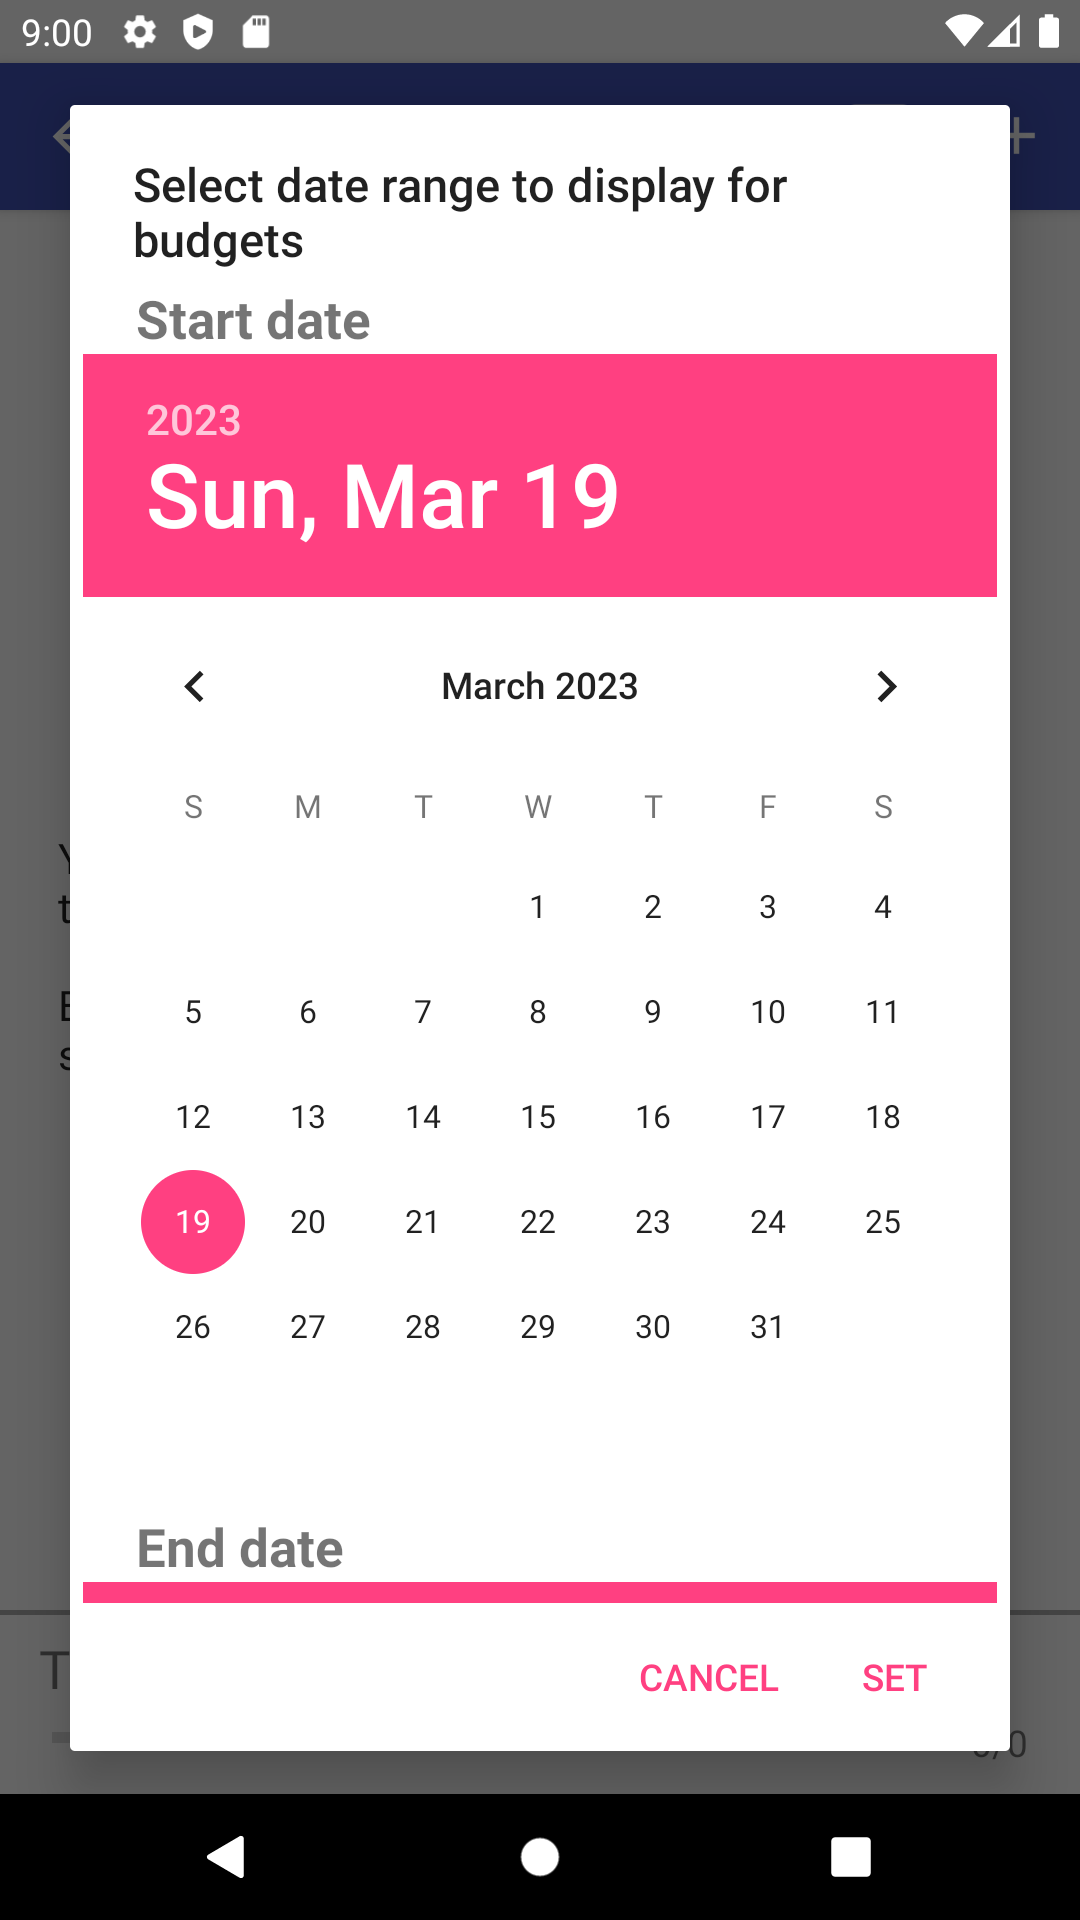 9:00
Select date range to display for
budgets
Start date
2023
Sun, Mar 19
March 2023
S M T W T F S
1 2 3 4
5 6 7 8 9 10 11
12 13 14 15 16 17 18
19 20 21 22 23 24 25
26 27 28 29 30 31
End date
CANCEL SET